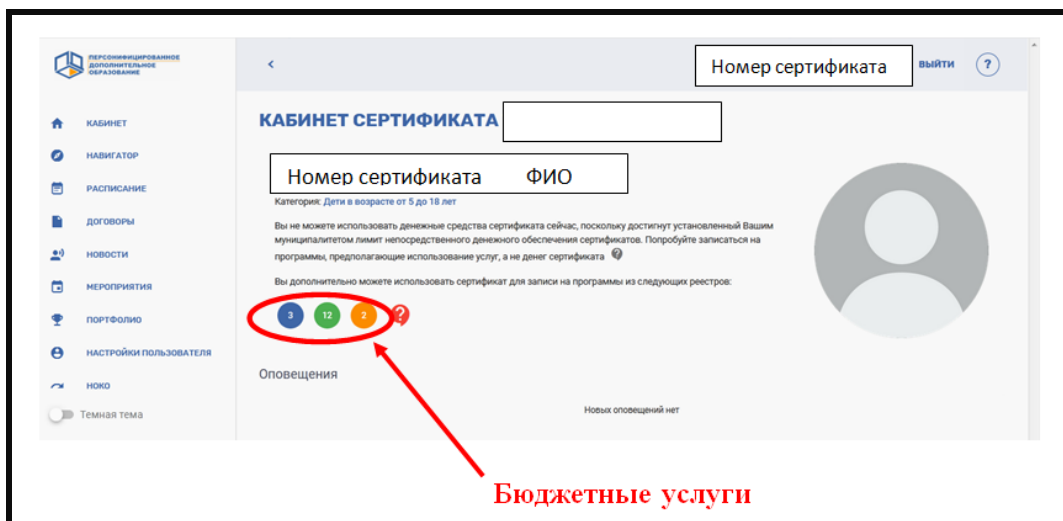 ПЕРСОНИФИЦИРОВАННОЕ
ДОПОЛНИТЕЛЬНОЕ
ОБРАЗОВАНИЕ
Номер сертификата
ВЫЙТИ
?
КАБИНЕТ
НАВИГАТОР
РАСПИСАНИЕ
ДОГОВОРЫ
НОВОСТИ
МЕРОПРИЯТИЯ
ПОРТФОЛИО
НАСТРОЙКИ ПОЛЬЗОВАТЕЛЯ
НОКО
Темная тема
КАБИНЕТ СЕРТИФИКАТА
Номер сертификата ФИО
Категория: Дети в возрасте от 5 до 18 лет
Вы не можете использовать денежные средства сертификата сейчас, поскольку достигнут установленный Вашим
муниципалитетом лимит непосредственного денежного обеспечения сертификатов. Попробуйте записаться на
программы, предполагающие использование услуг, а не денег сертификата ?
Вы дополнительно можете использовать сертификат для записи на программы из следующих реестров:
3 12 2 ?
Оповещения
Новых оповещений нет
Бюджетные услуги